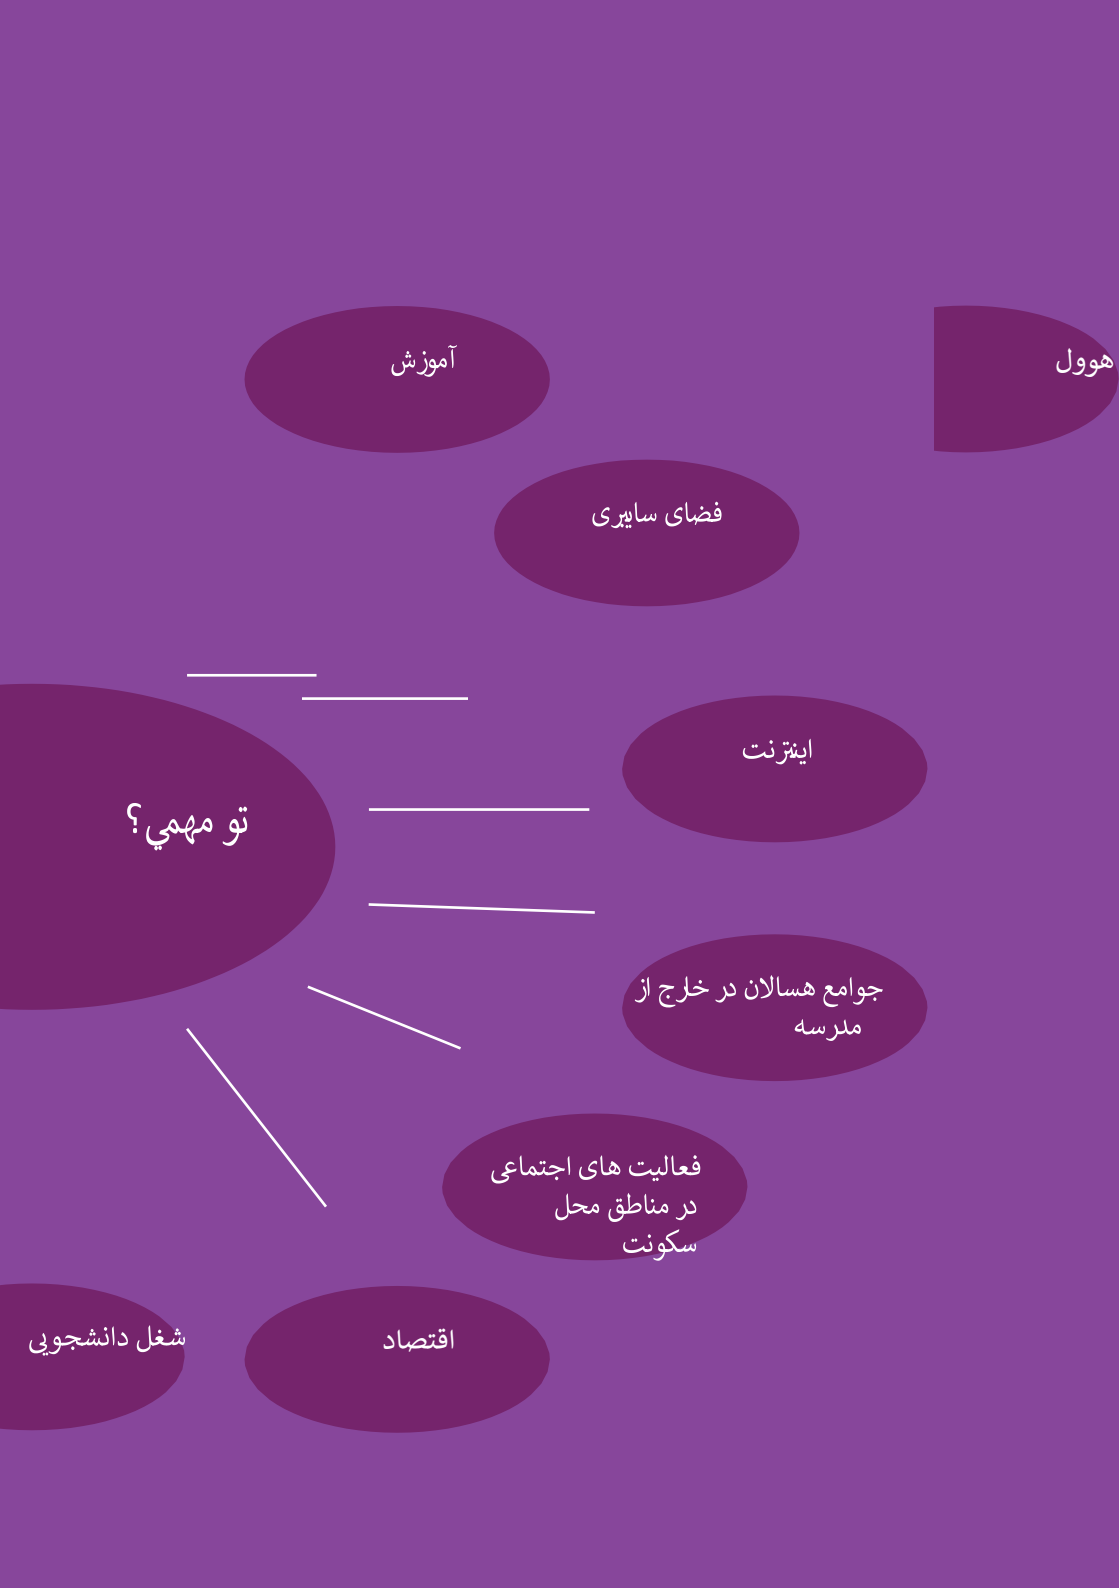 هوول
آموزش
فضای سایبری
اینترنت
تو مهمي؟
جوامع همسالان در خارج از
مدرسه
فعالیت های اجتماعی
در مناطق محل
سکونت
شغل دانشجویی
اقتصاد